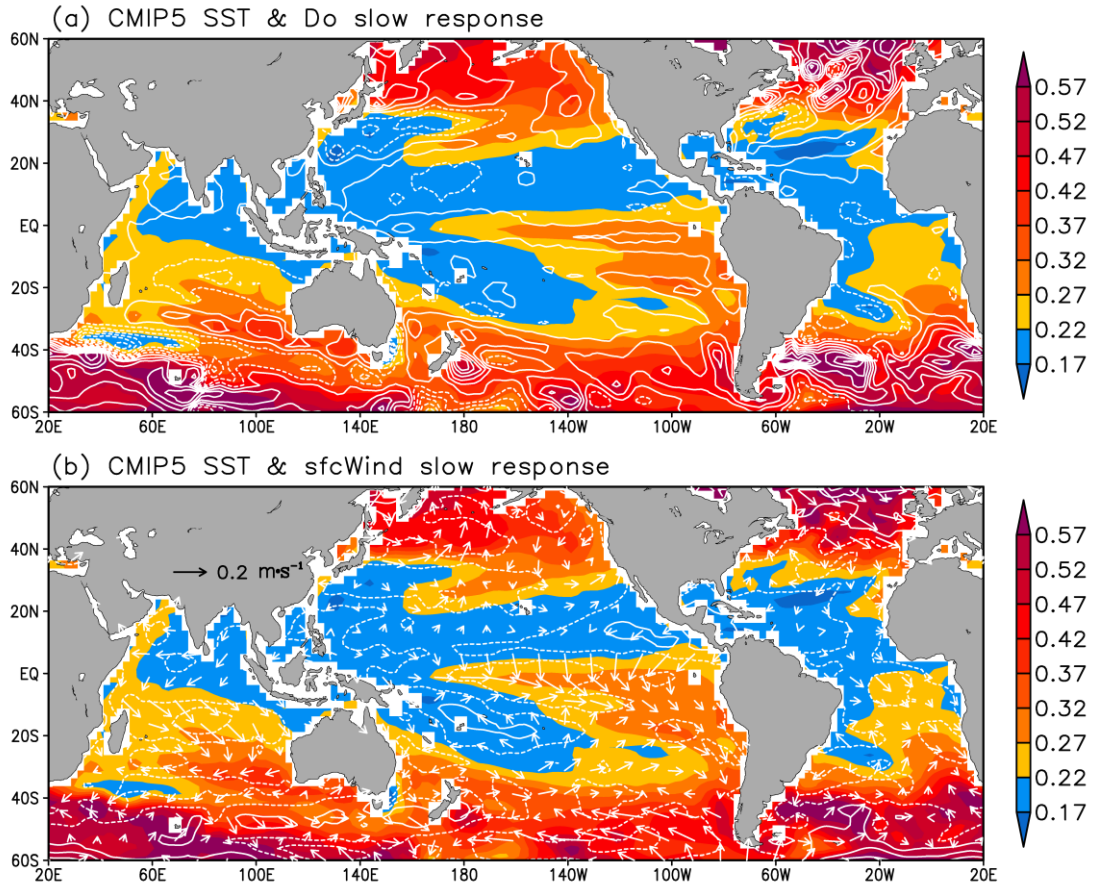 (a) CMIP5 SST & Do slow response
60N
40N
20N
EQ
20S
40S
60S
20E 60E 100E 140E 180 140W 100W 60W 20W 20E
0.57
0.52
0.47
0.42
0.37
0.32
0.27
0.22
0.17
(b) CMIP5 SST & sfcWind slow response
60N
40N
0.2 m·s⁻¹
20N
EQ
20S
40S
60S
20E 60E 100E 140E 180 140W 100W 60W 20W 20E
0.57
0.52
0.47
0.42
0.37
0.32
0.27
0.22
0.17